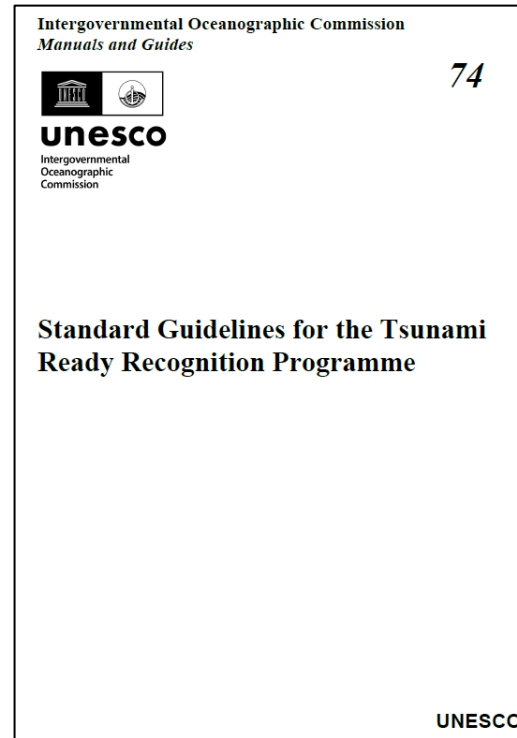 Intergovernmental Oceanographic Commission
Manuals and Guides
74
unesco
Intergovernmental
Oceanographic
Commission
Standard Guidelines for the Tsunami
Ready Recognition Programme
UNESCO